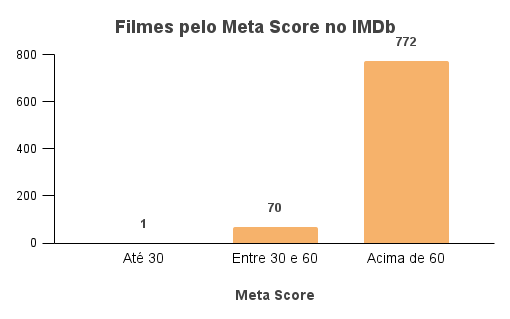 Filmes pelo Meta Score no IMDb
772
800
600
400
200
0
1
70
Até 30
Entre 30 e 60
Acima de 60
Meta Score